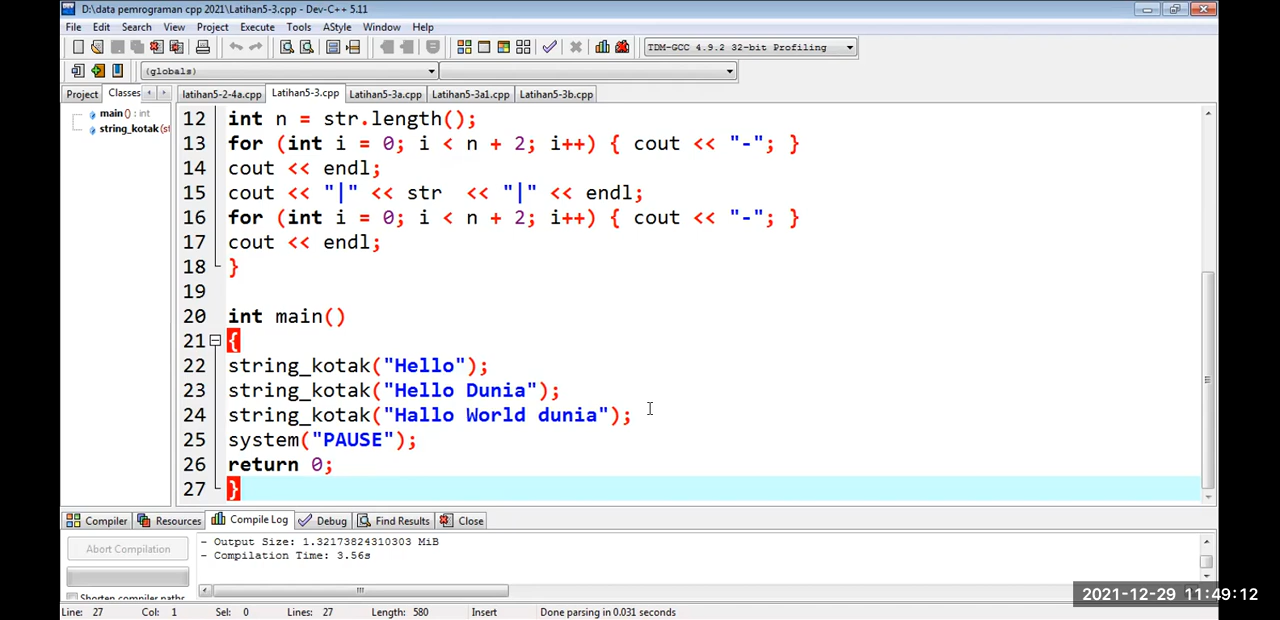 D:\data pemrograman cpp 2021\Latihan5-3.cpp - Dev-C++ 5.11
File Edit Search View Project Execute Tools AStyle Window Help
TDM-GCC 4.9.2 32-bit Profiling
(globals)
Project Classes latihan5-2-4a.cpp Latihan5-3.cpp Latihan5-3a.cpp Latihan5-3a1.cpp Latihan5-3b.cpp
main() : int
string_kotak(st
12 int n = str.length();
13 for (int i = 0; i < n + 2; i++) { cout << "-"; }
14 cout << endl;
15 cout << "|" << str  << "|" << endl;
16 for (int i = 0; i < n + 2; i++) { cout << "-"; }
17 cout << endl;
18 }
19
20 int main()
21 {
22 string_kotak("Hello");
23 string_kotak("Hello Dunia");
24 string_kotak("Hallo World dunia");
25 system("PAUSE");
26 return 0;
27 }
Compiler Resources Compile Log Debug Find Results Close
Abort Compilation
Shorten compiler paths
- Output Size: 1.32173824310303 MiB
- Compilation Time: 3.56s
2021-12-29 11:49:12
Line: 27 Col: 1 Sel: 0 Lines: 27 Length: 580 Insert Done parsing in 0.031 seconds